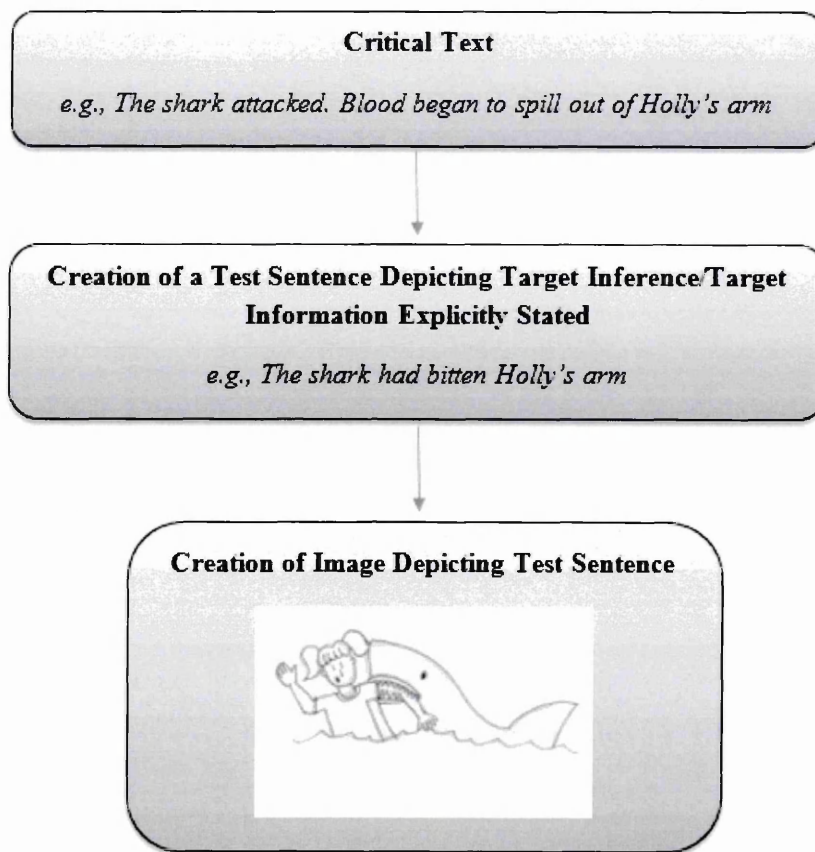 Critical Text
e.g., The shark attacked. Blood began to spill out of Holly's arm
Creation of a Test Sentence Depicting Target Inference/Target
Information Explicitly Stated
e.g., The shark had bitten Holly's arm
Creation of Image Depicting Test Sentence